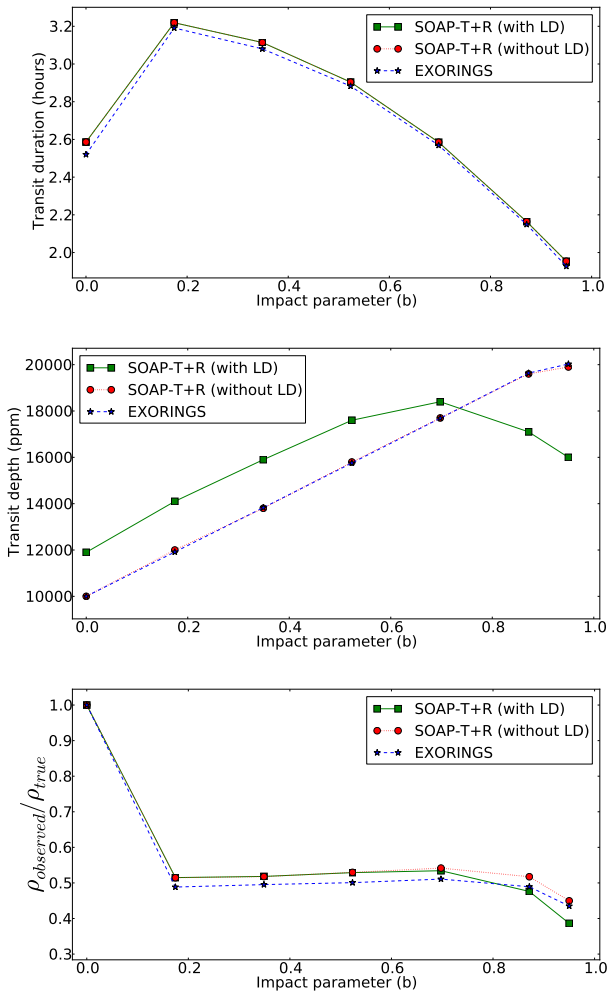 3.2
3.0
2.8
2.6
2.4
2.2
2.0
Transit duration (hours)
SOAP-T+R (with LD)
SOAP-T+R (without LD)
EXORINGS
0.0 0.2 0.4 0.6 0.8 1.0
Impact parameter (b)
20000
18000
16000
14000
12000
10000
Transit depth (ppm)
SOAP-T+R (with LD)
SOAP-T+R (without LD)
EXORINGS
0.0 0.2 0.4 0.6 0.8 1.0
Impact parameter (b)
1.0
0.9
0.8
0.7
0.6
0.5
0.4
0.3
ρobserved/ρtrue
SOAP-T+R (with LD)
SOAP-T+R (without LD)
EXORINGS
0.0 0.2 0.4 0.6 0.8 1.0
Impact parameter (b)